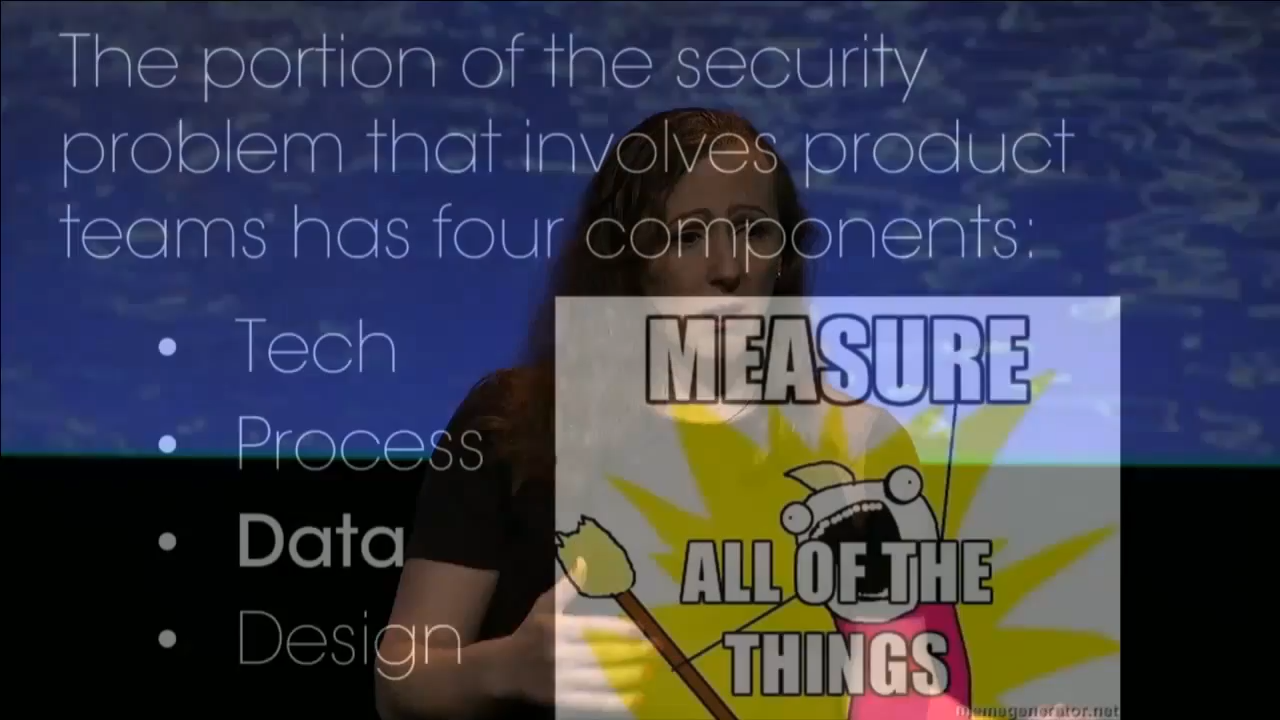 The portion of the security
problem that involves product
teams has four components:
• Tech
• Process
• Data
• Design
MEASURE
ALL OF THE
THINGS
memegenerator.net